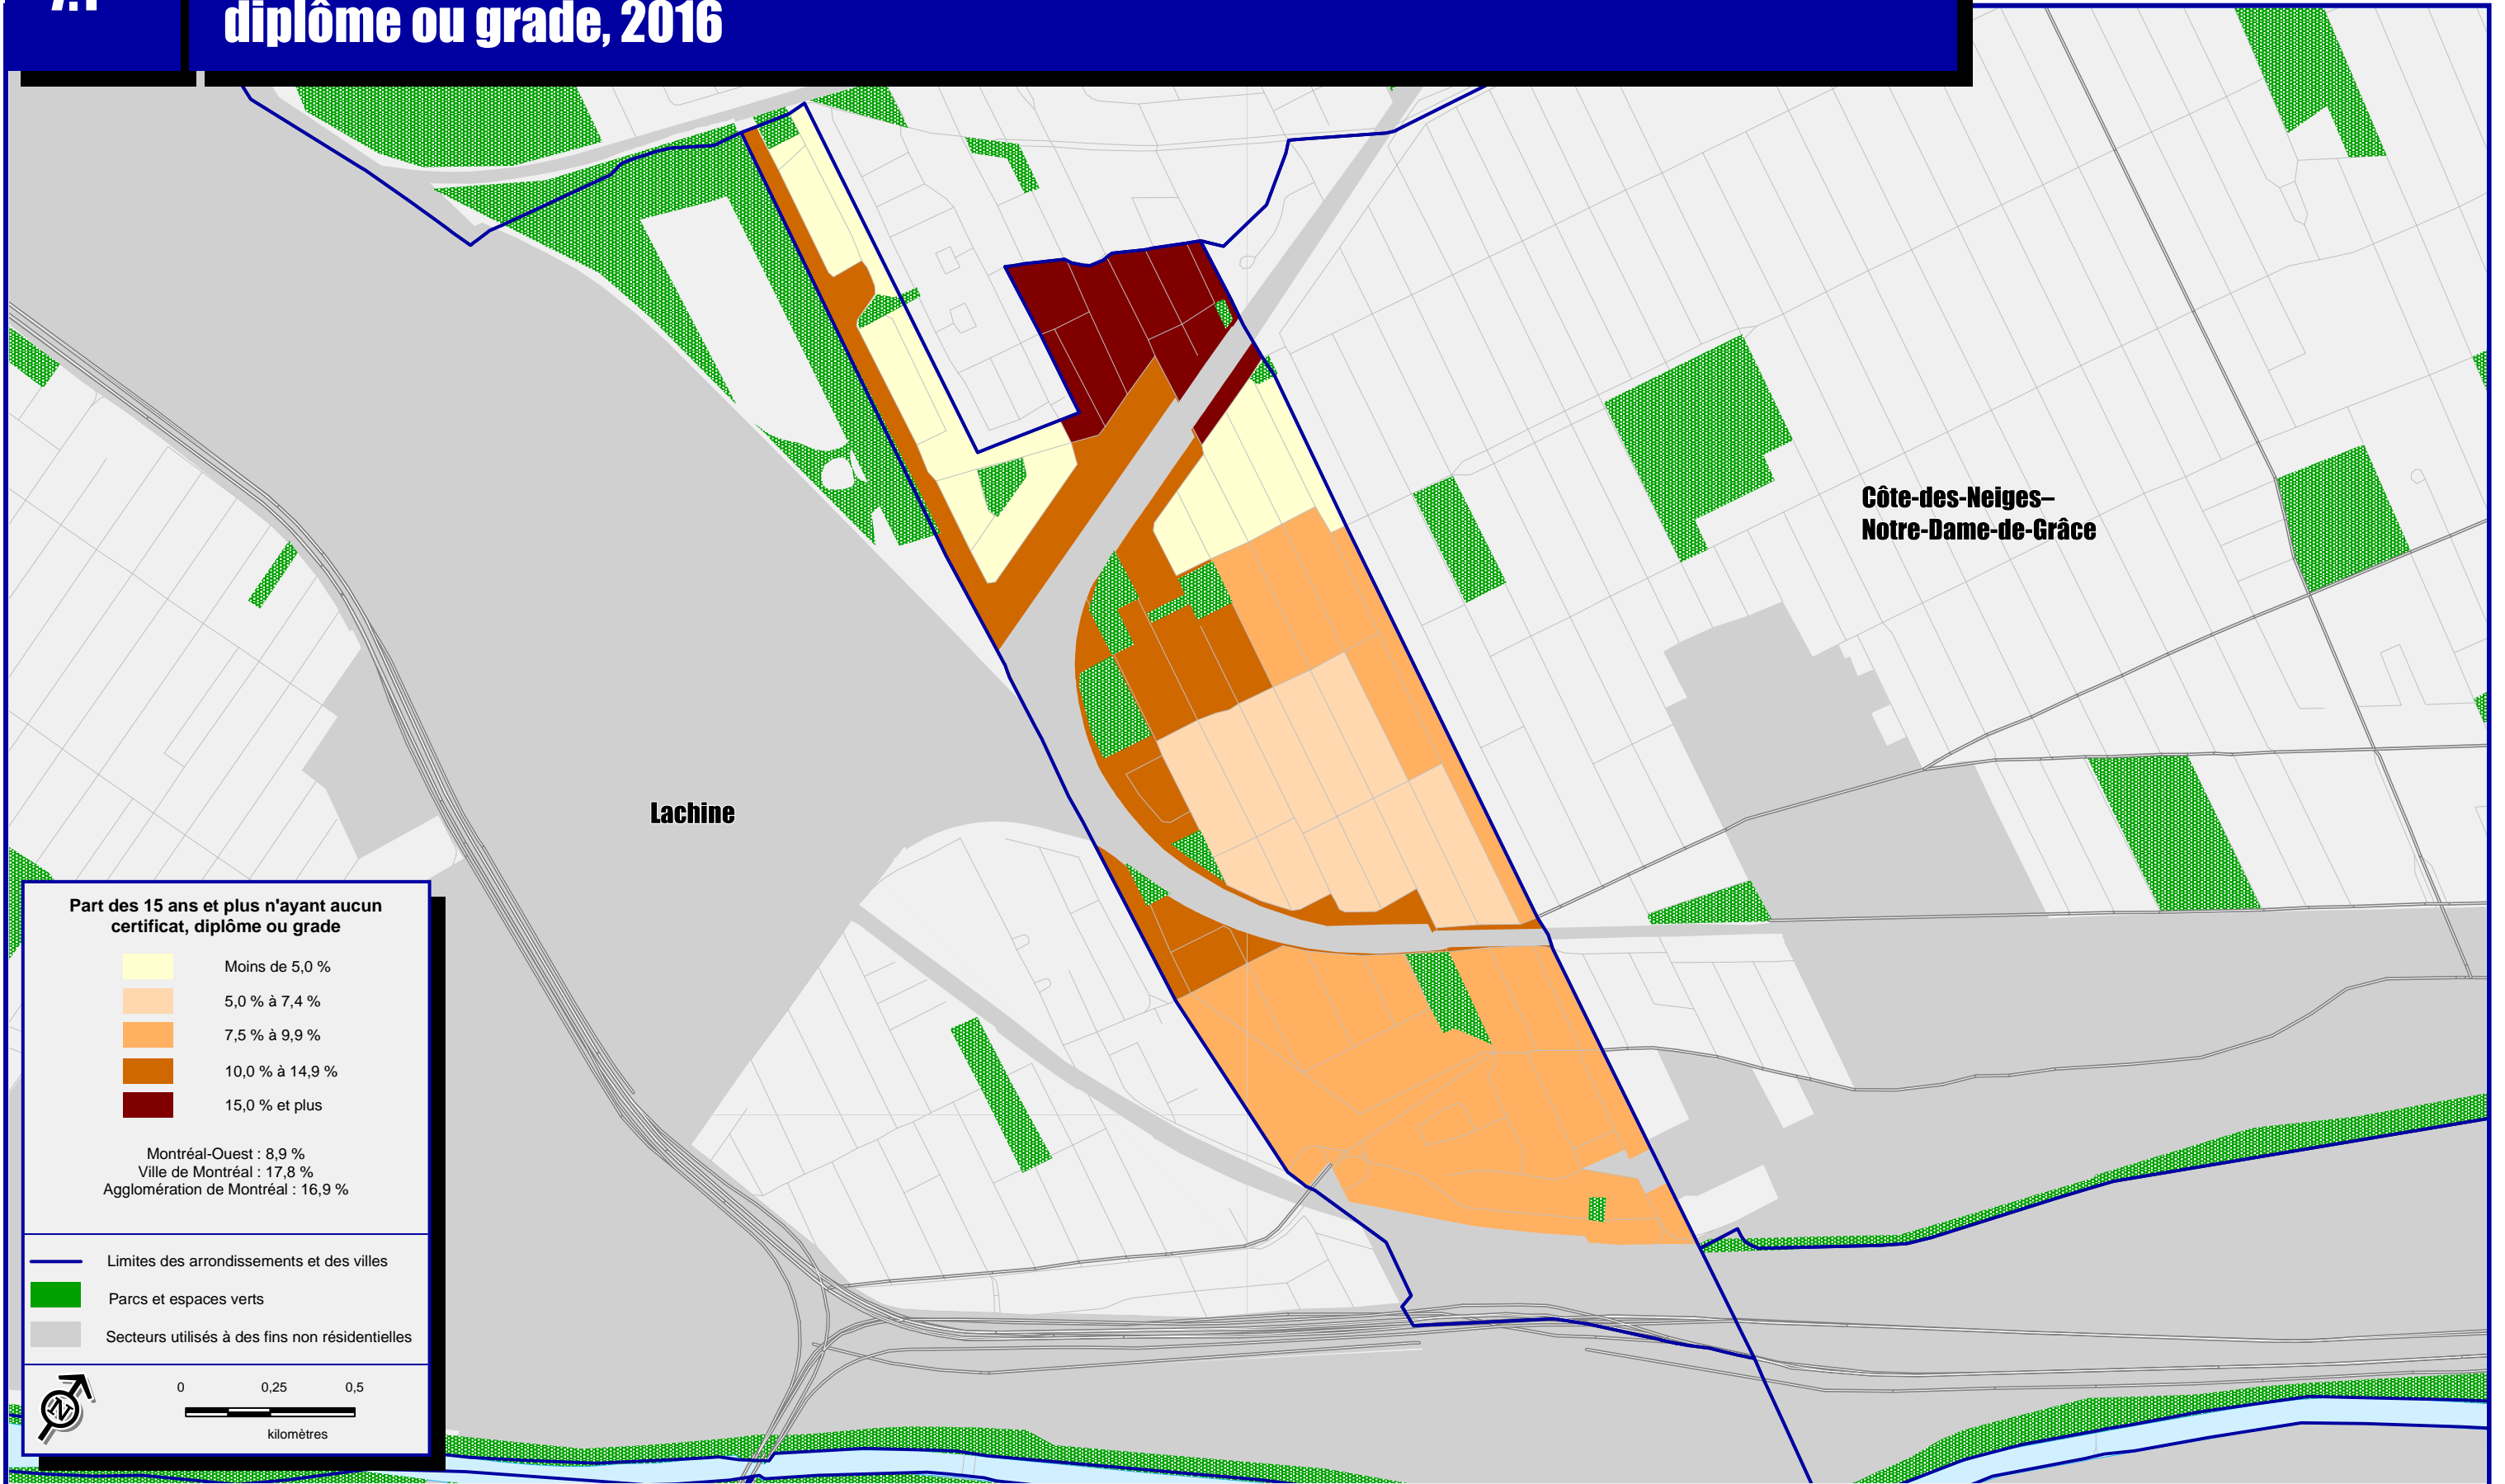 diplôme ou grade, 2016
Côte-des-Neiges–
Notre-Dame-de-Grâce
Lachine
Part des 15 ans et plus n'ayant aucun
certificat, diplôme ou grade
Moins de 5,0 %
5,0 % à 7,4 %
7,5 % à 9,9 %
10,0 % à 14,9 %
15,0 % et plus
Montréal-Ouest : 8,9 %
Ville de Montréal : 17,8 %
Agglomération de Montréal : 16,9 %
Limites des arrondissements et des villes
Parcs et espaces verts
Secteurs utilisés à des fins non résidentielles
N
0 0,25 0,5
kilomètres